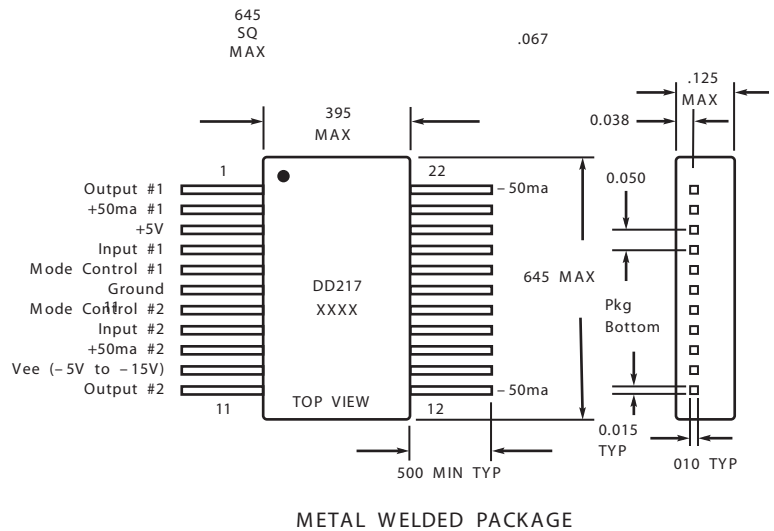 645
SQ
MAX
.067
.125
MAX
395
MAX
0.038
1
22
Output #1
– 50ma
0.050
+50ma #1
+5V
Input #1
Mode Control #1
645 MAX
Ground
DD217
11
Mode Control #2
XXXX
Pkg
Bottom
Input #2
+50ma #2
Vee (– 5V to – 15V)
Output #2
– 50ma
11
TOP VIEW
12
0.015
TYP
500 MIN TYP
010 TYP
METAL WELDED PACKAGE